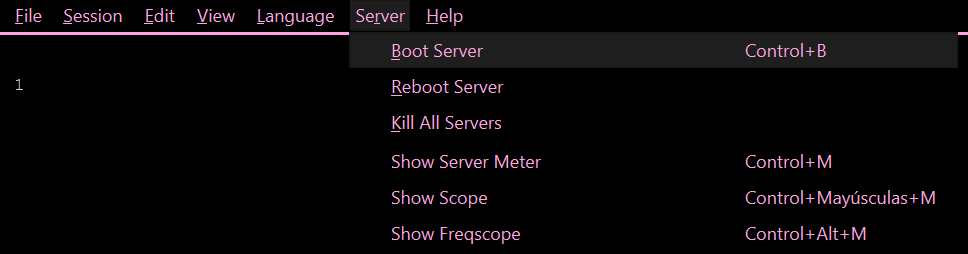 File Session Edit View Language Server Help
Boot Server Control+B
1
Reboot Server
Kill All Servers
Show Server Meter Control+M
Show Scope Control+Mayúsculas+M
Show Freqscope Control+Alt+M